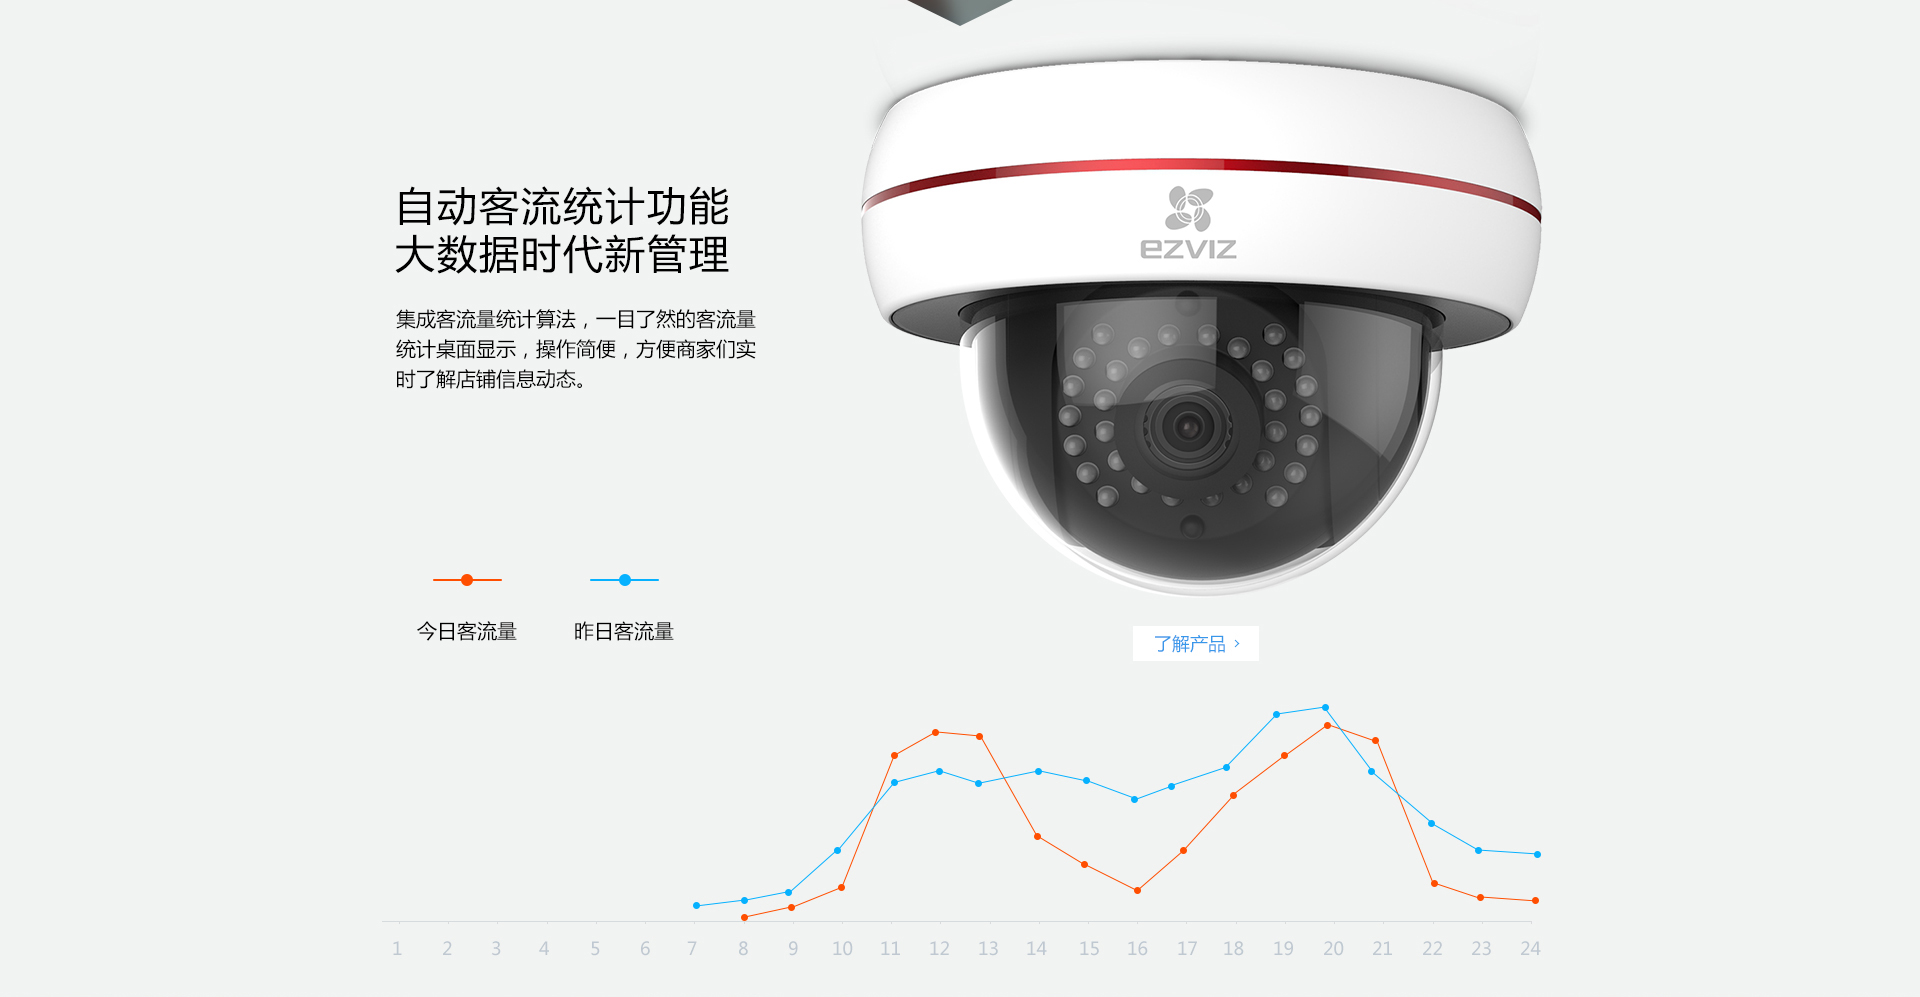 自动客流统计功能
大数据时代新管理
集成客流量统计算法，一目了然的客流量
统计桌面显示，操作简便，方便商家们实
时了解店铺信息动态。
ezviz
今日客流量 昨日客流量
了解产品 ›
1 2 3 4 5 6 7 8 9 10 11 12 13 14 15 16 17 18 19 20 21 22 23 24